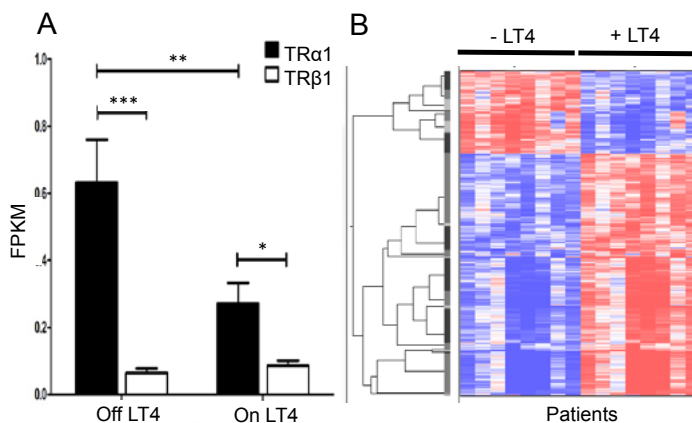 A
B
- LT4
+ LT4
TRα1
TRβ1
**
***
*
FPKM
1.0
0.8
0.6
0.2
0.0
Off LT4
On LT4
Patients